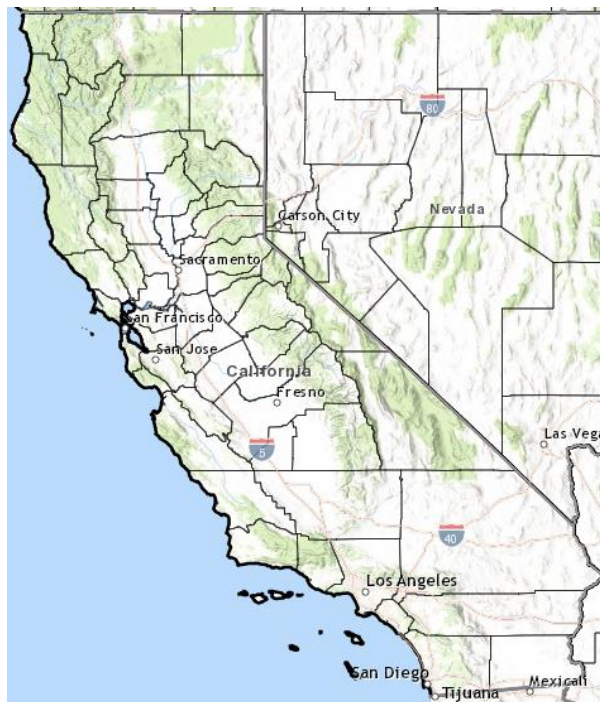 80
Nevada
Carson City
Sacramento
San Francisco
San Jose
California
Fresno
Las Vega
5
40
Los Angeles
San Diego
Mexicali
Tijuana